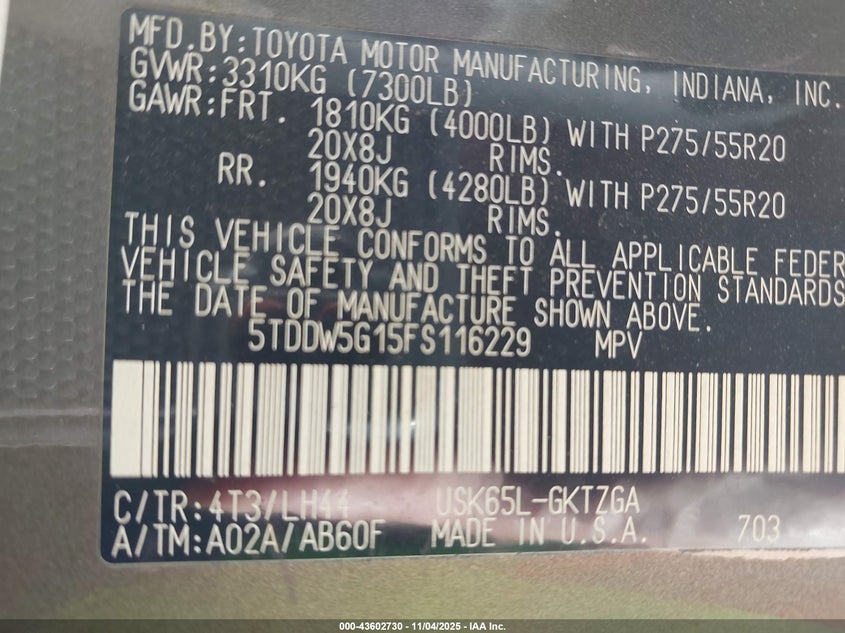 MFD.BY:TOYOTA MOTOR MANUFACTURING, INDIANA, INC.
GVWR:3310KG (7300LB)
GAWR:FRT. 1810KG (4000LB) WITH P275/55R20
20X8J RIMS.
RR. 1940KG (4280LB) WITH P275/55R20
20X8J RIMS.
THIS VEHICLE CONFORMS TO ALL APPLICABLE FEDER
VEHICLE SAFETY AND THEFT PREVENTION STANDARDS
THE DATE OF MANUFACTURE SHOWN ABOVE.
5TDDW5G15FS116229 MPV
C/TR:4T3/LH44 USK65L-GKTZGA
A/TM:A02A/AB60F MADE IN U.S.A. 703
000-43602730 - 11/04/2025 - IAA Inc.